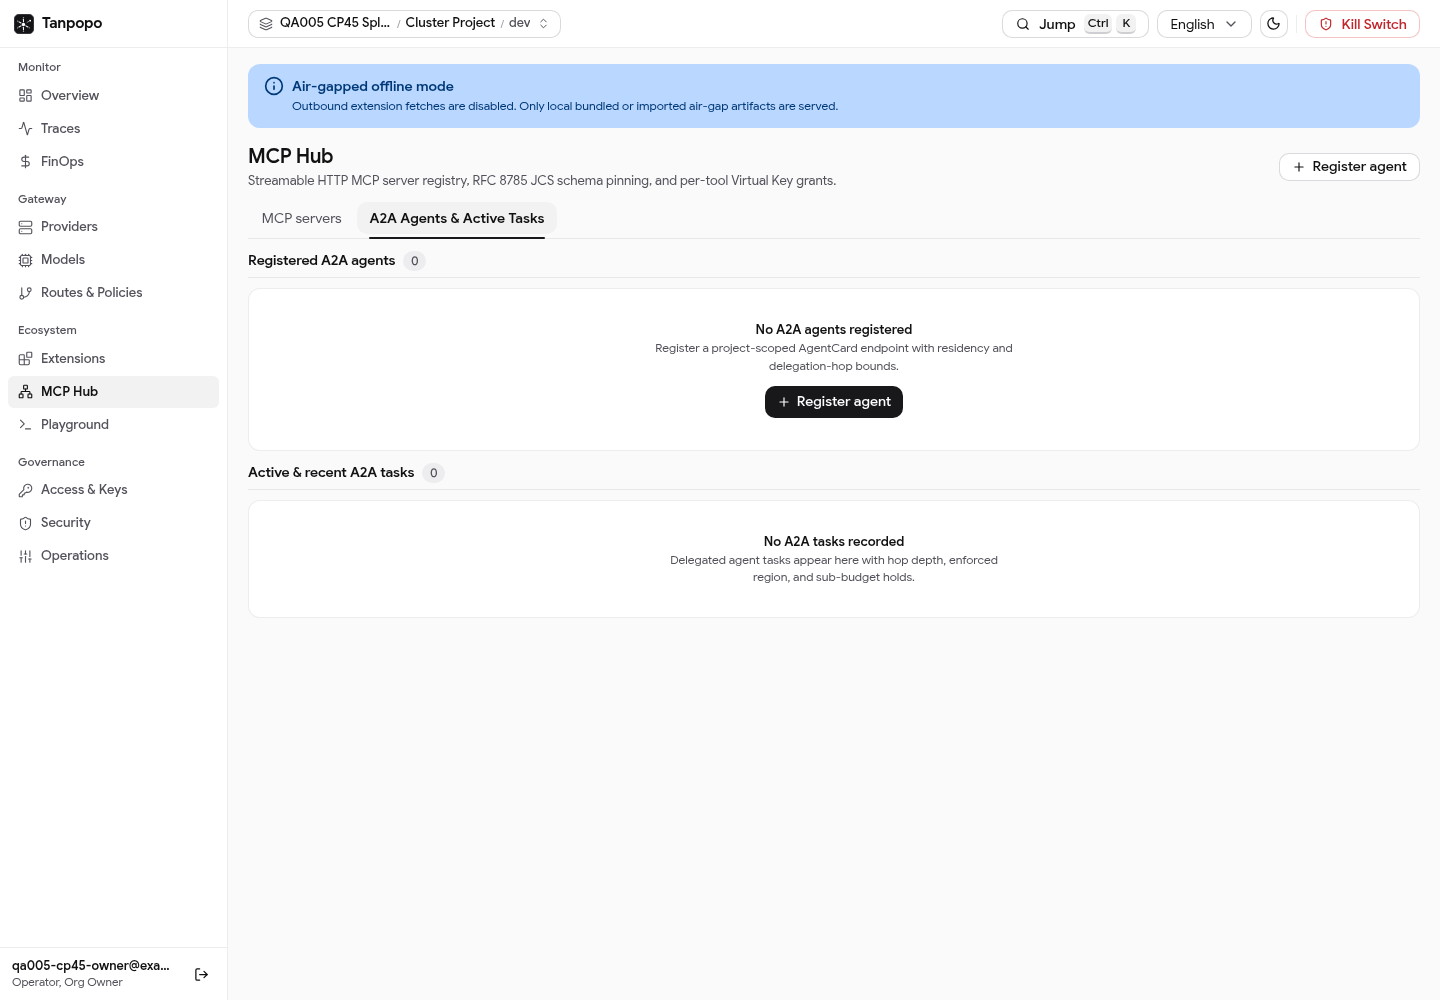 Tanpopo
QA005 CP45 Spl... / Cluster Project / dev
Jump Ctrl K
English
Kill Switch
Monitor
Overview
Traces
FinOps
Gateway
Providers
Models
Routes & Policies
Ecosystem
Extensions
MCP Hub
Playground
Governance
Access & Keys
Security
Operations
qa005-cp45-owner@exa...
Operator, Org Owner
Air-gapped offline mode
Outbound extension fetches are disabled. Only local bundled or imported air-gap artifacts are served.
MCP Hub
Streamable HTTP MCP server registry, RFC 8785 JCS schema pinning, and per-tool Virtual Key grants.
Register agent
MCP servers
A2A Agents & Active Tasks
Registered A2A agents 0
No A2A agents registered
Register a project-scoped AgentCard endpoint with residency and
delegation-hop bounds.
Register agent
Active & recent A2A tasks 0
No A2A tasks recorded
Delegated agent tasks appear here with hop depth, enforced
region, and sub-budget holds.